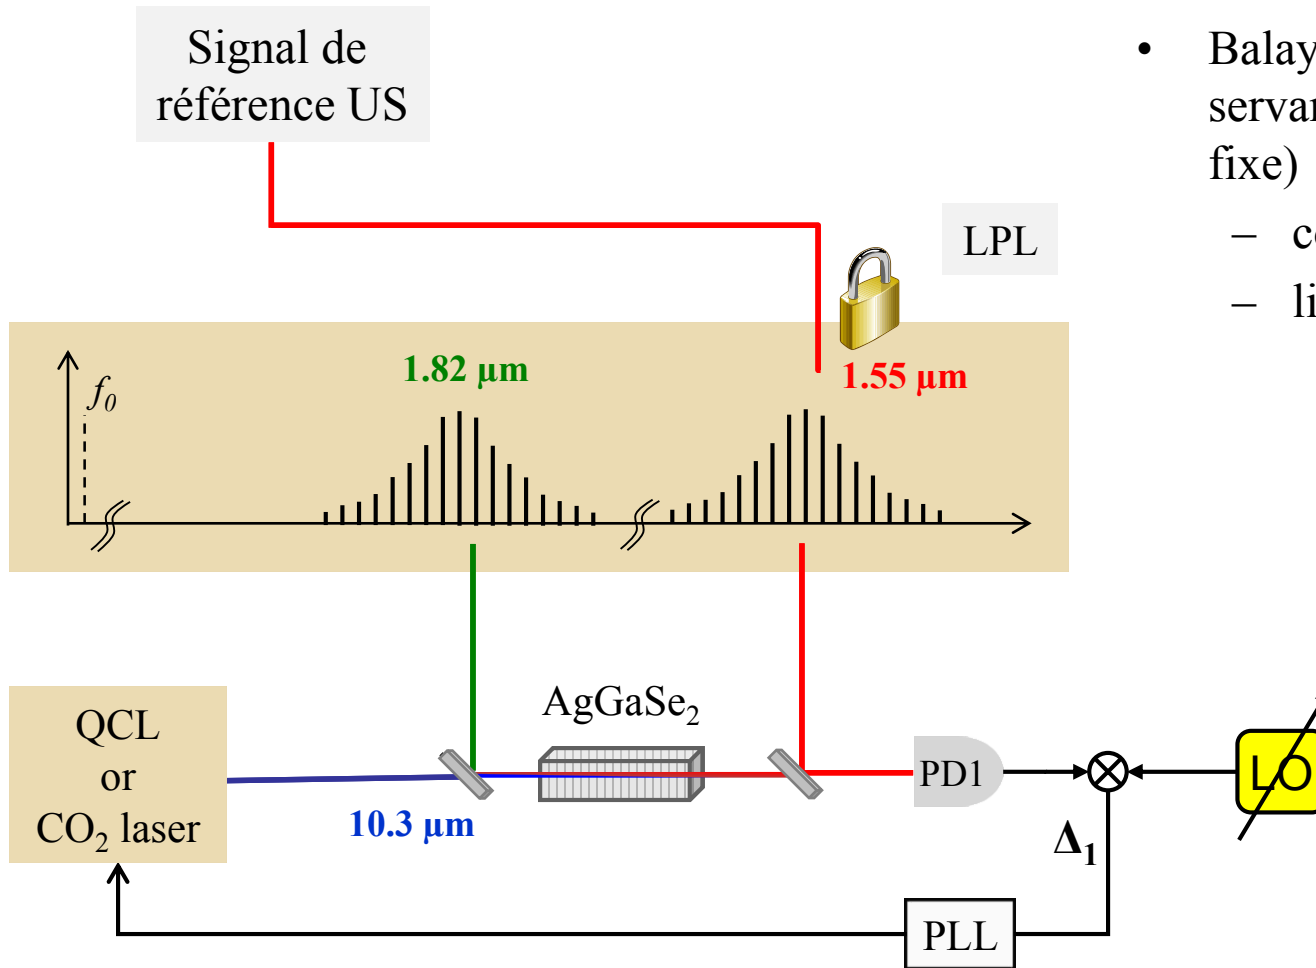 Signal de
référence US
•
servar
fixe)
–
–
LPL
1.82 µm
1.55 µm
f0
QCL
or
CO2 laser
AgGaSe2
10.3 µm
PD1
LO
Δ1
PLL